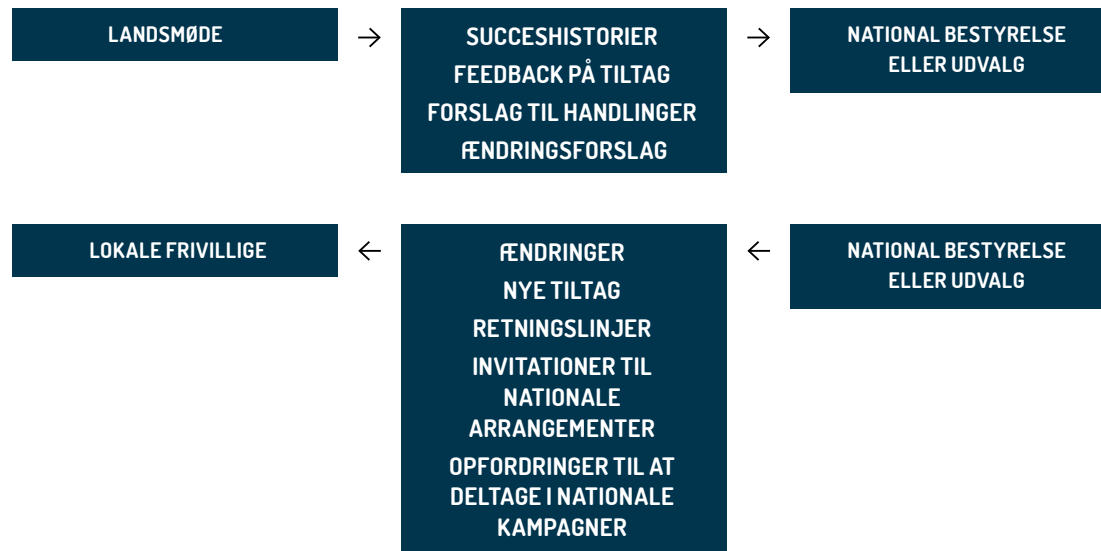 LANDSMØDE
→
SUCCESHISTORIER
FEEDBACK PÅ TILTAG
FORSLAG TIL HANDLINGER
ÆNDRINGSFORSLAG
→
NATIONAL BESTYRELSE
ELLER UDVALG
LOKALE FRIVILLIGE
←
ÆNDRINGER
NYE TILTAG
RETNINGSLINJER
INVITATIONER TIL
NATIONALE
ARRANGEMENTER
OPFORDRINGER TIL AT
DELTAGE I NATIONALE
KAMPAGNER
←
NATIONAL BESTYRELSE
ELLER UDVALG